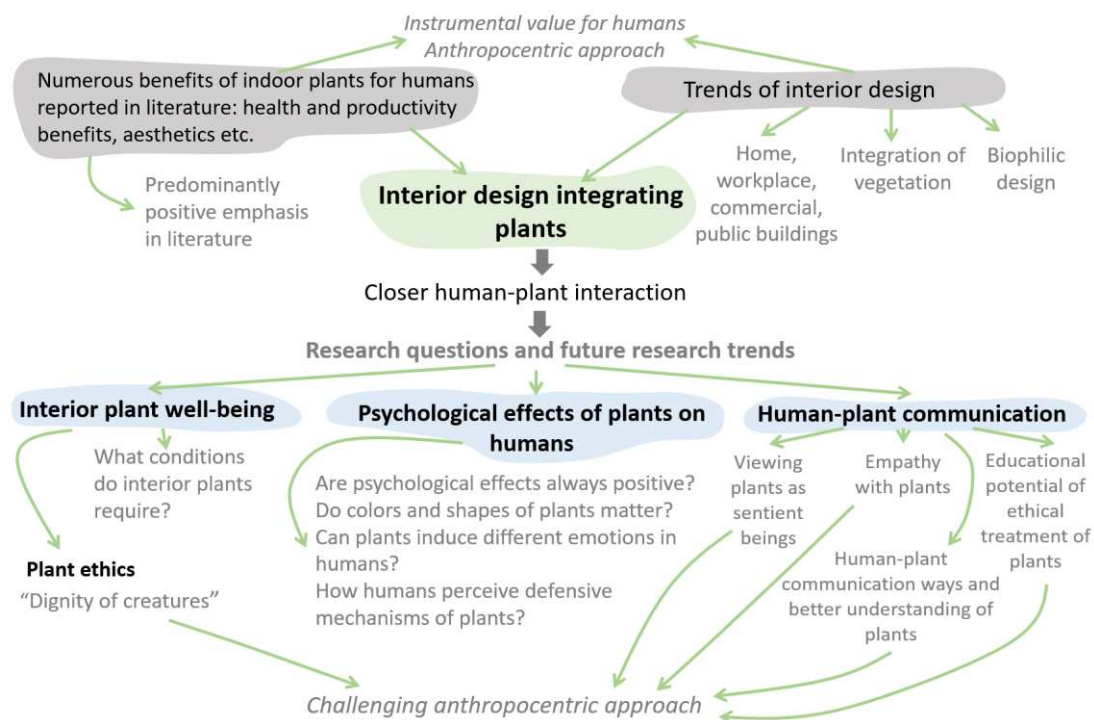 Instrumental value for humans
Anthropocentric approach
Numerous benefits of indoor plants for humans
reported in literature: health and productivity
benefits, aesthetics etc.
Trends of interior design
Predominantly
positive emphasis
in literature
Interior design integrating
plants
Home,
workplace,
commercial,
public buildings
Integration of
vegetation
Biophilic
design
Closer human-plant interaction
Research questions and future research trends
Interior plant well-being
What conditions
do interior plants
require?
Plant ethics
“Dignity of creatures”
Psychological effects of plants on
humans
Are psychological effects always positive?
Do colors and shapes of plants matter?
Can plants induce different emotions in
humans?
How humans perceive defensive
mechanisms of plants?
Human-plant communication
Viewing
plants as
sentient
beings
Empathy
with plants
Educational
potential of
ethical
treatment of
plants
Human-plant
communication ways and
better understanding of
plants
Challenging anthropocentric approach